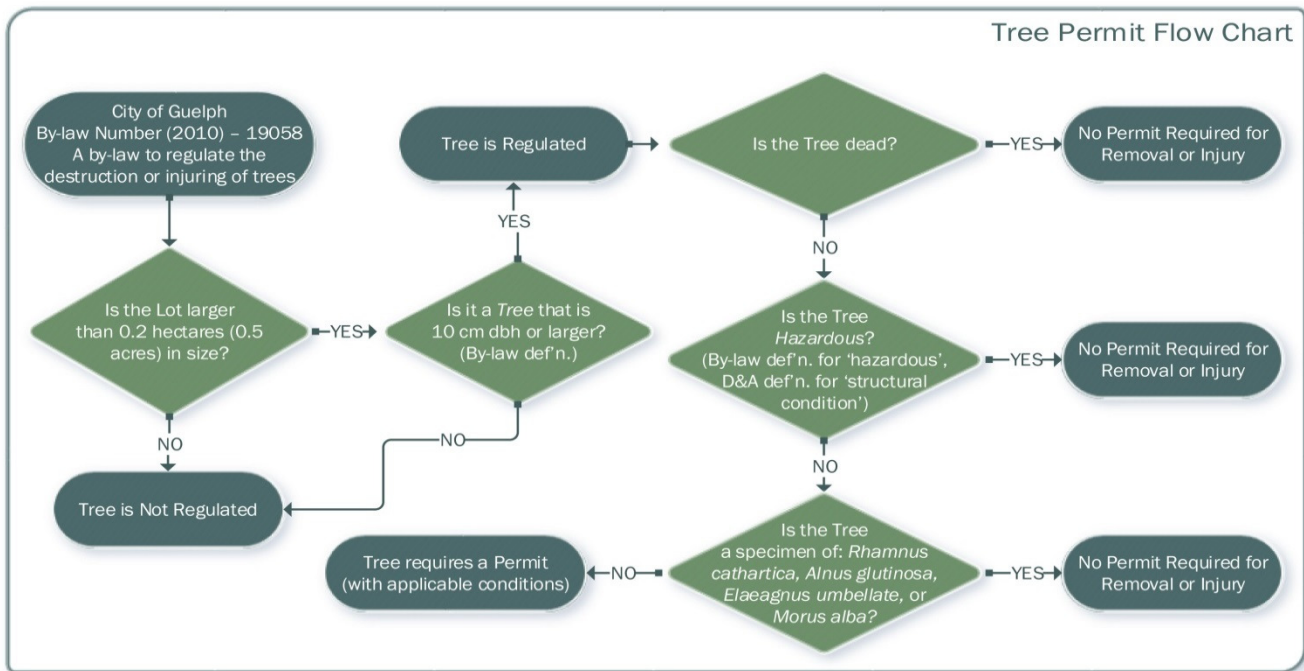 Tree Permit Flow Chart
City of Guelph
By-law Number (2010) – 19058
A by-law to regulate the
destruction or injuring of trees
Is the Lot larger
than 0.2 hectares (0.5
acres) in size?
YES
NO
Tree is Not Regulated
Is it a Tree that is
10 cm dbh or larger?
(By-law def'n.)
YES
NO
Tree is Regulated
Is the Tree dead?
YES
No Permit Required for
Removal or Injury
NO
Is the Tree
Hazardous?
(By-law def'n. for ‘hazardous’,
D&A def'n. for ‘structural
condition’)
YES
No Permit Required for
Removal or Injury
NO
Is the Tree
a specimen of: Rhamnus
cathartica, Alnus glutinosa,
Elaeagnus umbellate, or
Morus alba?
YES
No Permit Required for
Removal or Injury
NO
Tree requires a Permit
(with applicable conditions)